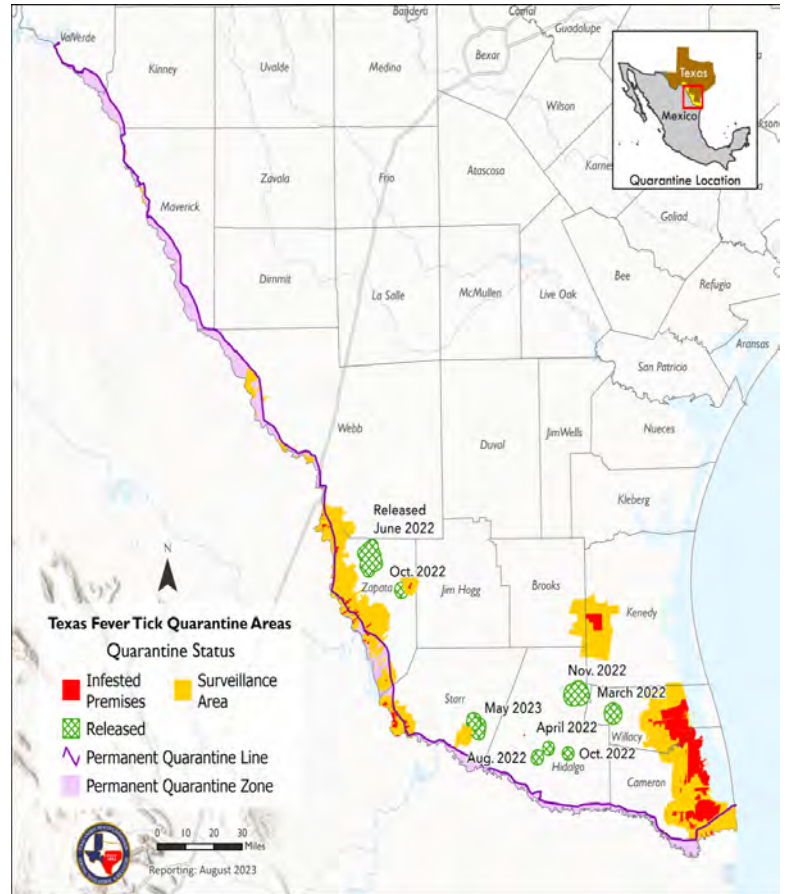 Bandera
Comal
Guadalupe
ValVerde
Kinney
Uvalde
Medina
Bexar
Wilson
Texas
Mexico
Quarantine Location
Maverick
Zavala
Frio
Atascosa
Karnes
Goliad
Dimmit
La Salle
McMullen
Live Oak
Bee
Refugio
Aransas
San Patricio
Webb
Duval
JimWells
Nueces
Kleberg
Released
June 2022
Oct. 2022
Zapata
Jim Hogg
Brooks
Kenedy
N
Texas Fever Tick Quarantine Areas
Quarantine Status
Infested
Premises
Surveillance
Area
Released
Permanent Quarantine Line
Permanent Quarantine Zone
Nov. 2022
March 2022
Starr
May 2023
April 2022
Willacy
Aug. 2022
Oct. 2022
Hidalgo
Cameron
0 10 20 30
Miles
Reporting: August 2023